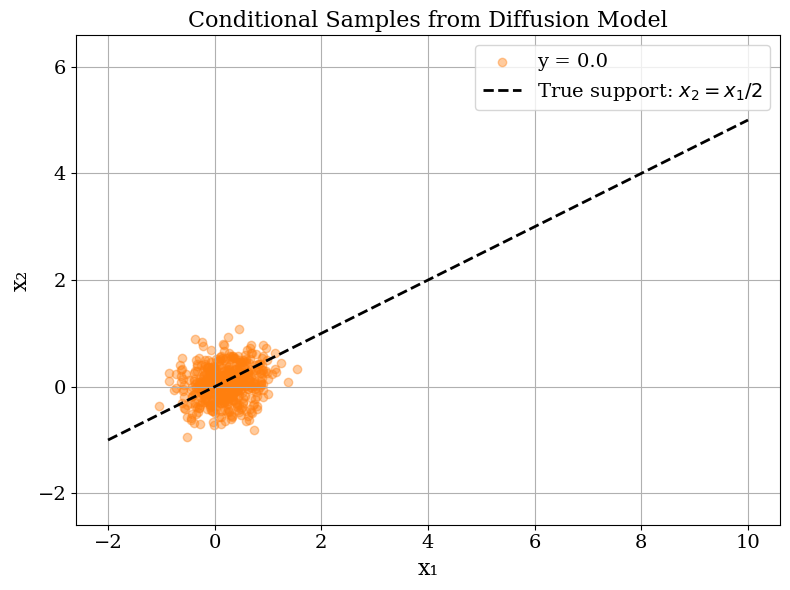 Conditional Samples from Diffusion Model
y = 0.0
True support: $x_2 = x_1/2$
x₂
6
4
2
0
−2
−2 0 2 4 6 8 10
x₁